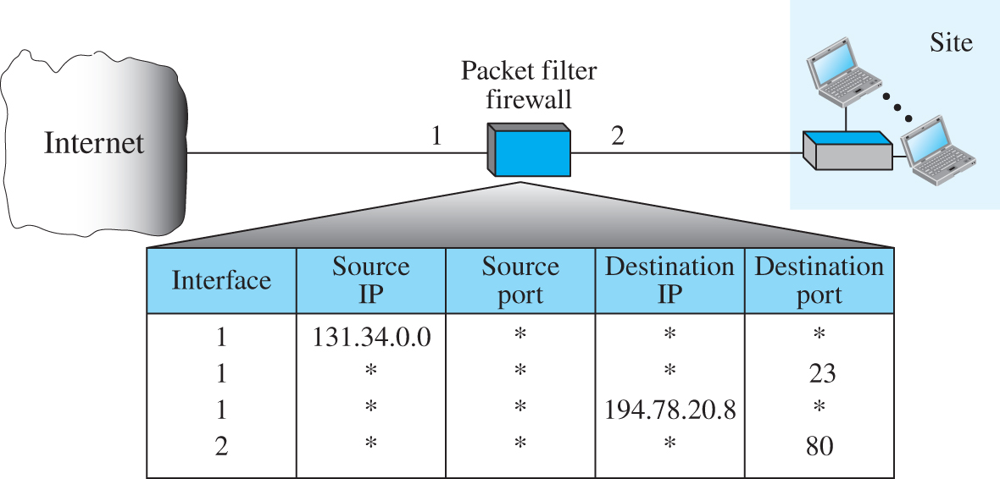 Site
Packet filter
firewall
Internet
1
2
Interface
Source
IP
Source
port
Destination
IP
Destination
port
1 131.34.0.0 * * *
1 * * * 23
1 * * 194.78.20.8 *
2 * * * 80